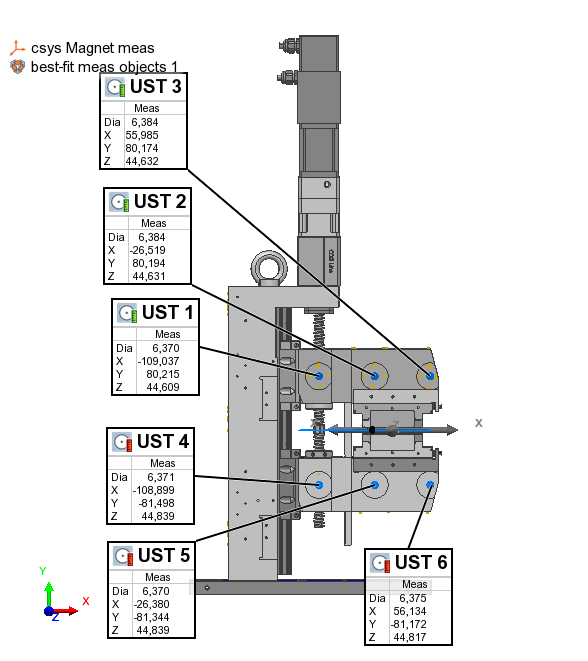 csys Magnet meas
best-fit meas objects 1
UST 3
Meas
Dia 6,384
X 55,985
Y 80,174
Z 44,632
UST 2
Meas
Dia 6,384
X -26,519
Y 80,194
Z 44,631
UST 1
Meas
Dia 6,370
X -109,037
Y 80,215
Z 44,609
UST 4
Meas
Dia 6,371
X -108,899
Y -81,498
Z 44,839
UST 5
Meas
Dia 6,370
X -26,380
Y -81,344
Z 44,839
UST 6
Meas
Dia 6,375
X 56,134
Y -81,172
Z 44,817
X
Z
Y
X
Z